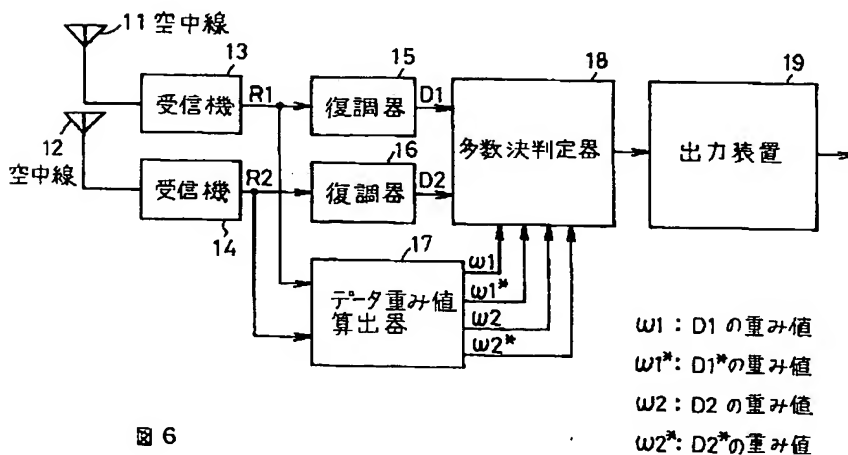 11 空中線
13
受信機
R1
15
復調器
D1
18
多数決判定器
19
出力装置
12
空中線
受信機
14
R2
16
復調器
D2
17
データ重み値
算出器
ω1
ω1*
ω2
ω2*
ω1: D1の重み値
ω1*: D1*の重み値
ω2: D2の重み値
ω2*: D2*の重み値
図6